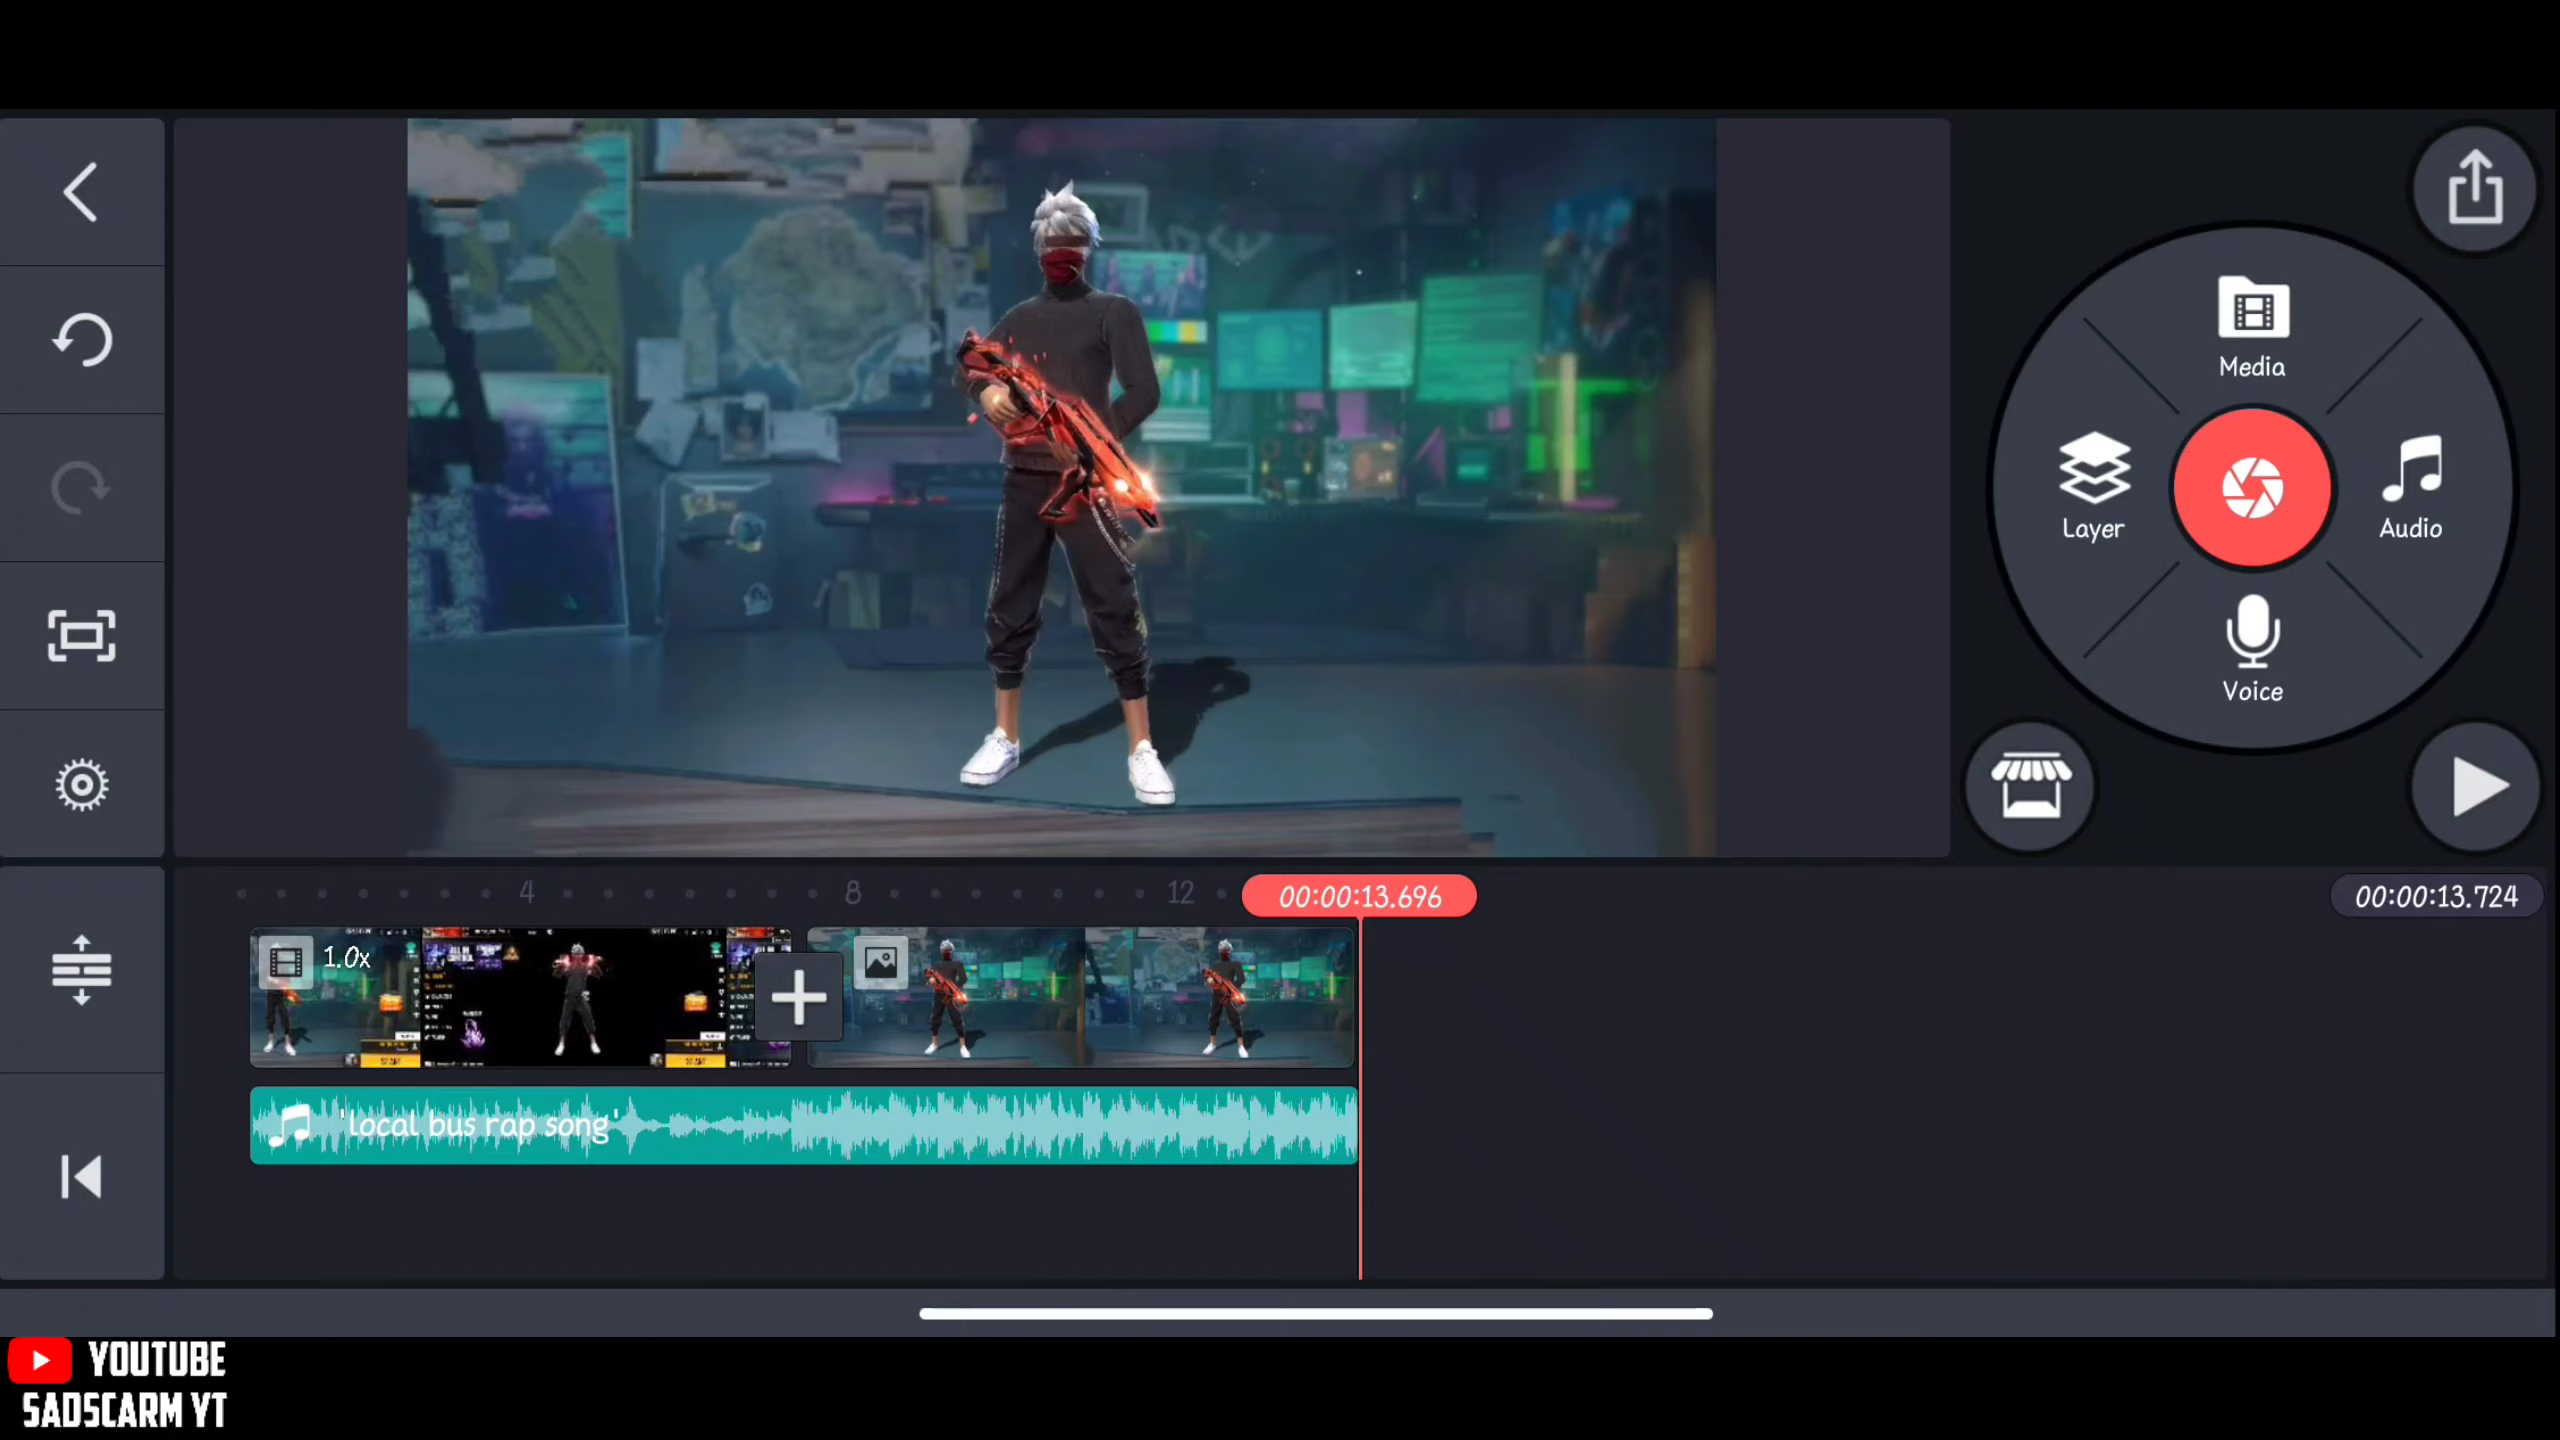 Media
Layer
Audio
Voice
4
8
12
00:00:13.696
00:00:13.724
1.0x
'local bus rap song'
YOUTUBE
SADSCARM YT